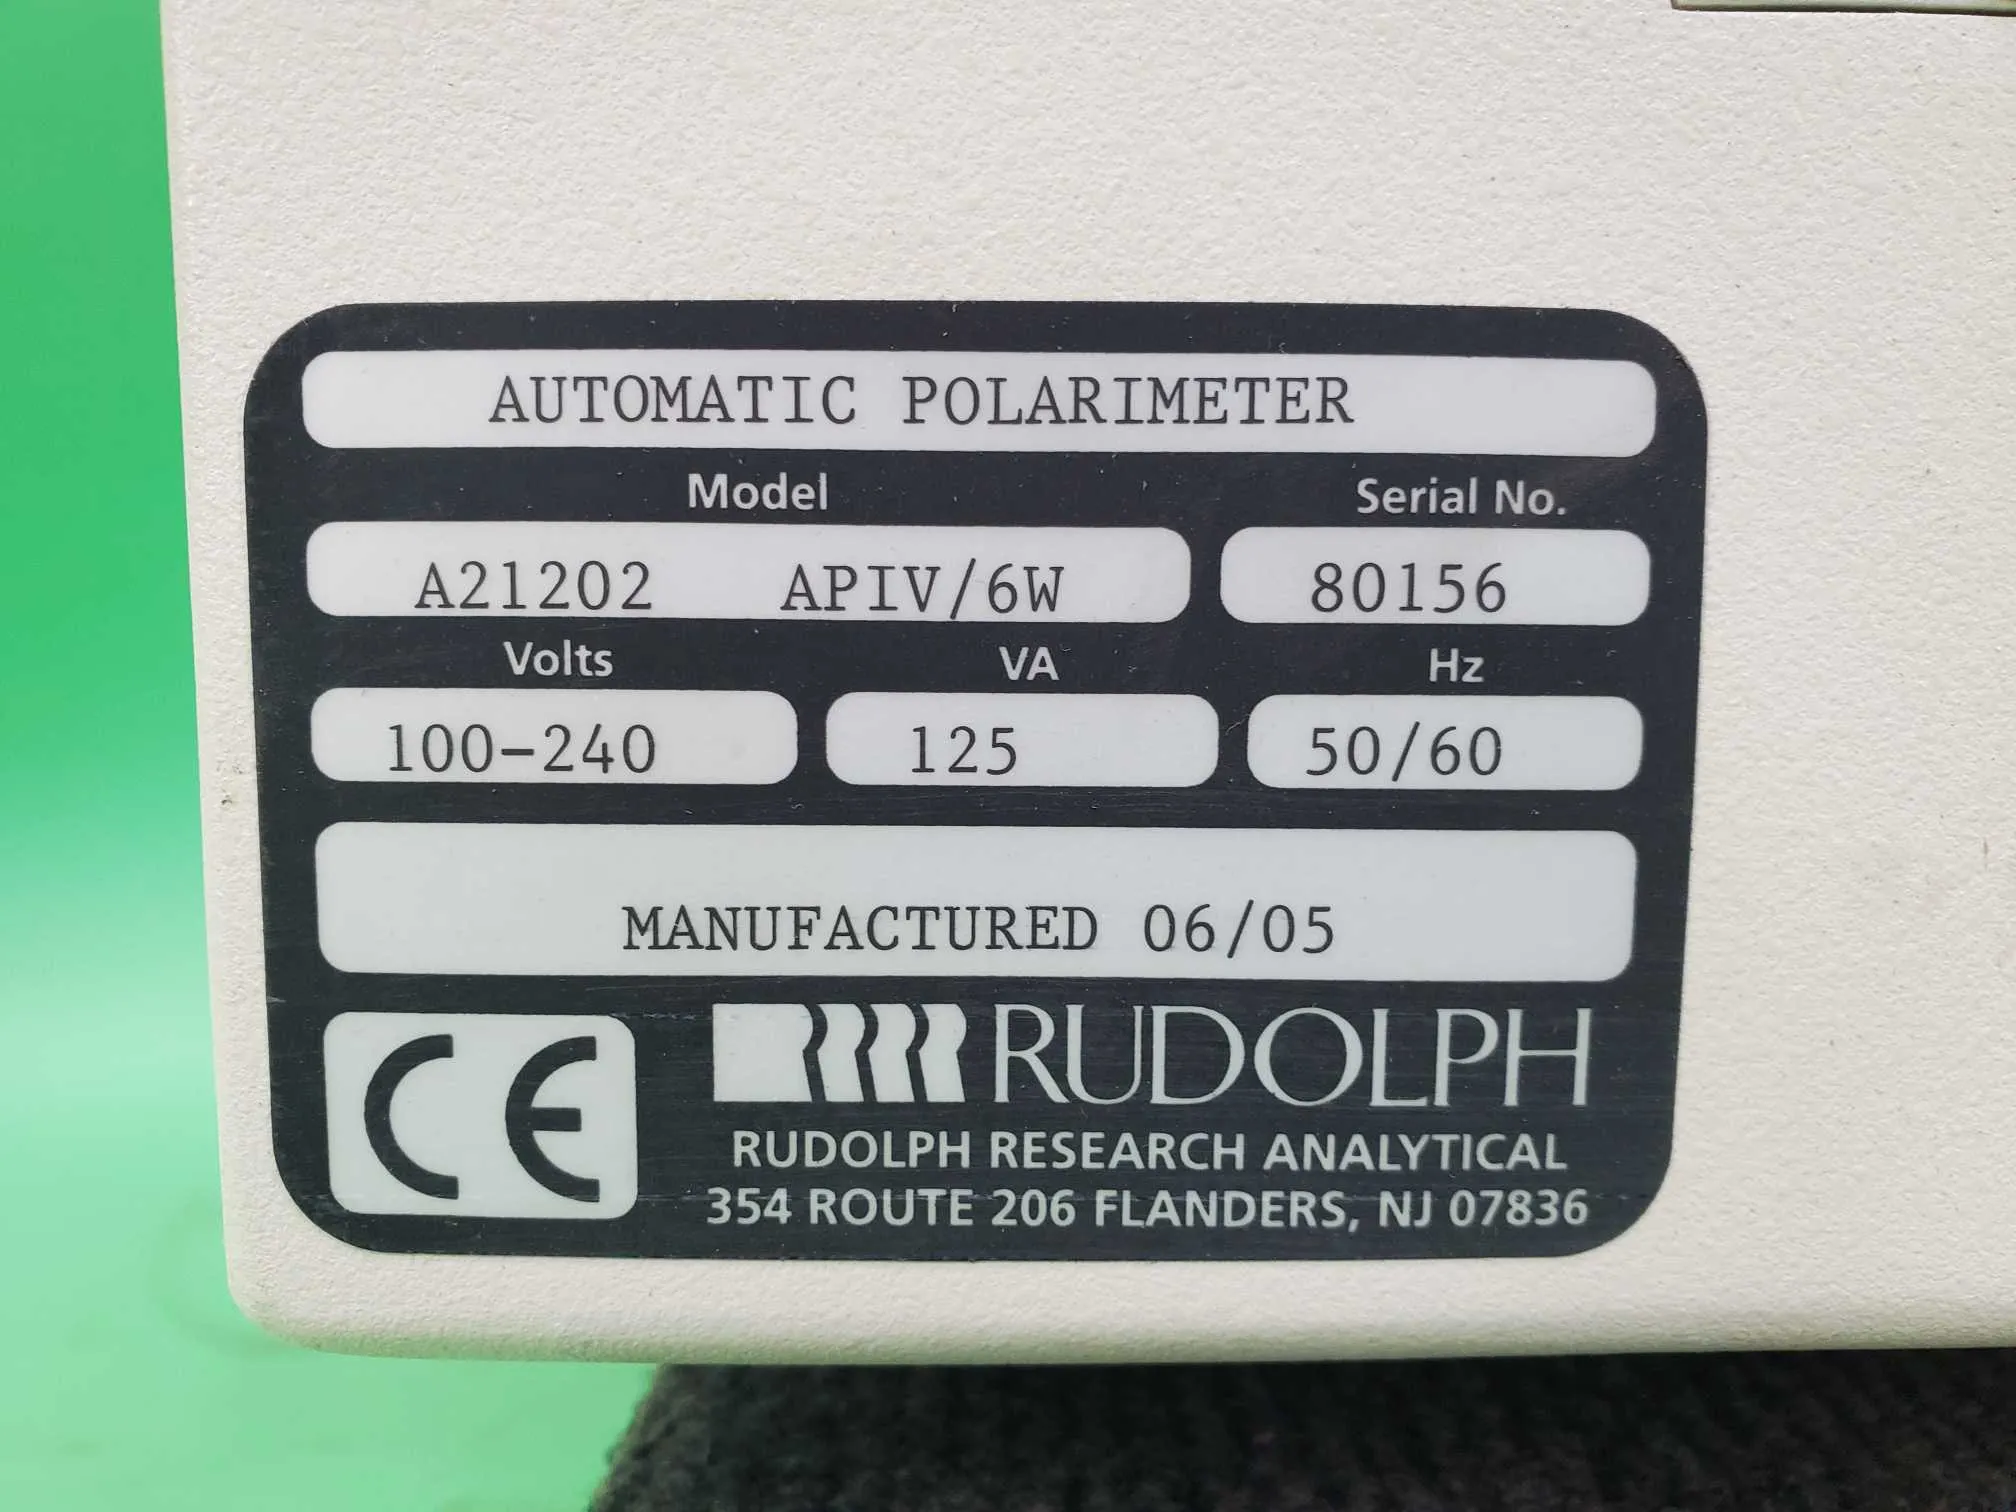 AUTOMATIC POLARIMETER
Model Serial No.
A21202 APIV/6W 80156
Volts VA Hz
100-240 125 50/60
MANUFACTURED 06/05
CE RUDOLPH
RUDOLPH RESEARCH ANALYTICAL
354 ROUTE 206 FLANDERS, NJ 07836